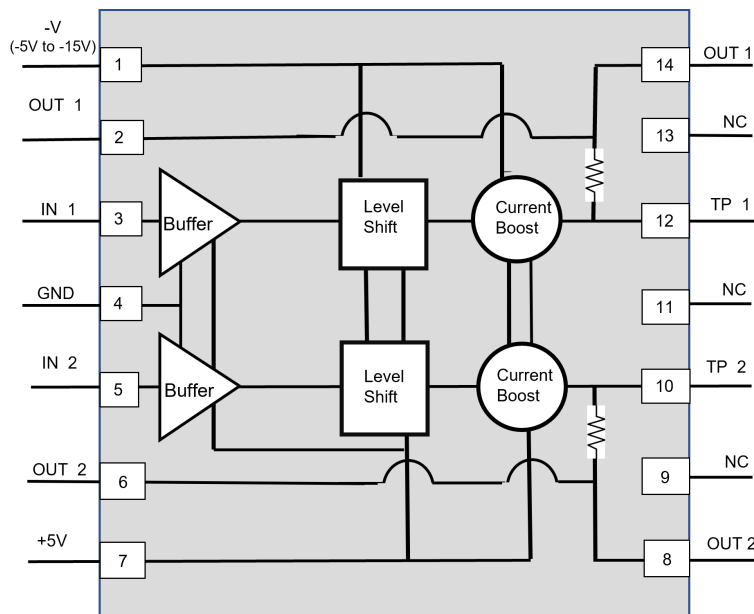 -V
(-5V to -15V)
1
14
OUT 1
OUT 1
2
13
NC
IN 1
3
Buffer
Level
Shift
Current
Boost
12
TP 1
GND
4
11
NC
IN 2
5
Buffer
Level
Shift
Current
Boost
10
TP 2
OUT 2
6
9
NC
+5V
7
8
OUT 2